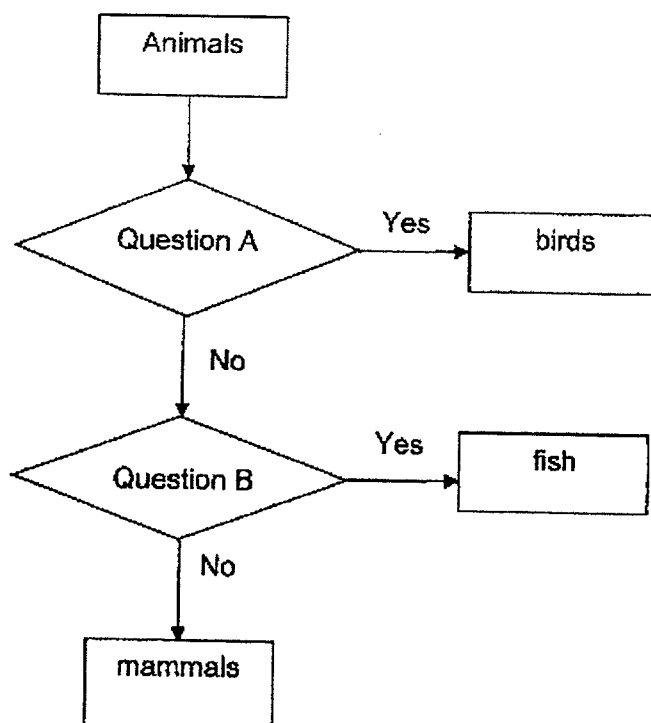 Animals
Question A
Yes
birds
No
Question B
Yes
fish
No
mammals